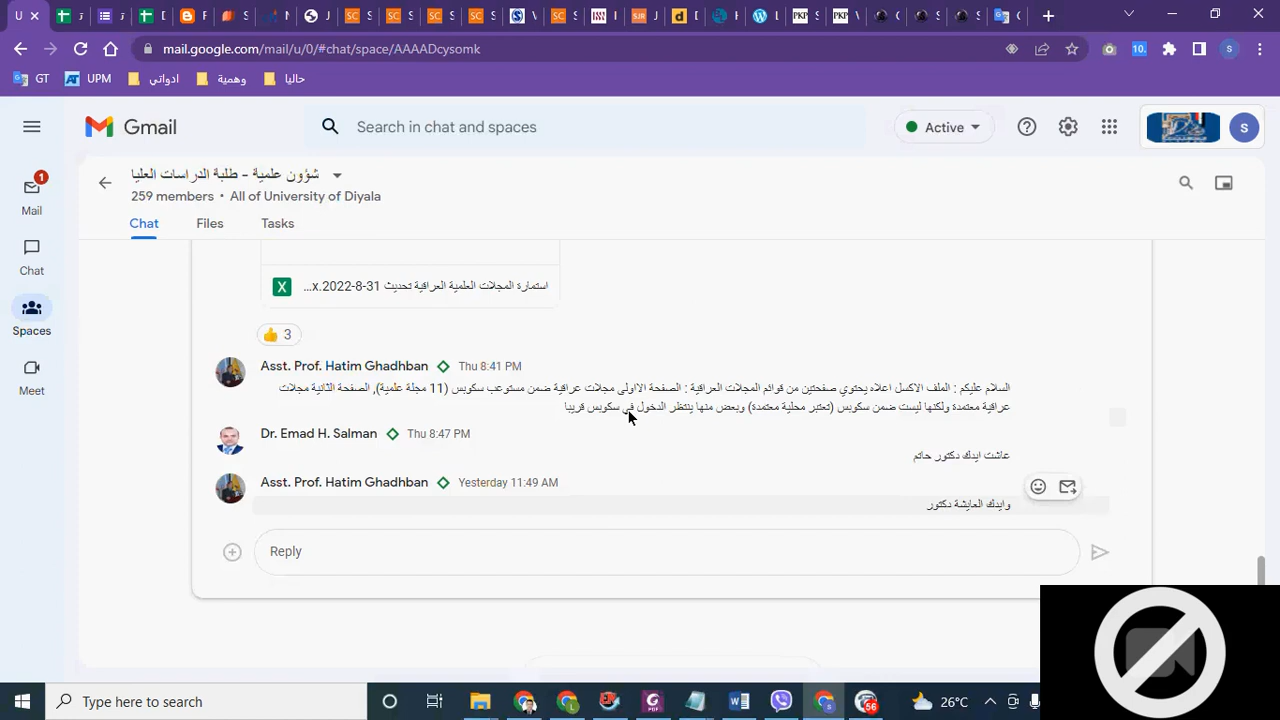 U
mail.google.com/mail/u/0/#chat/space/AAAADcysomk
10.
S
GT
UPM
ادواتي
وهمية
حاليا
Gmail
Search in chat and spaces
Active
S
1
Mail
Chat
Spaces
Meet
شؤون علمية - طلبة الدراسات العليا
259 members • All of University of Diyala
Chat
Files
Tasks
استمارة المجلات العلمية العراقية تحديث 31-8-2022.x...
3
Asst. Prof. Hatim Ghadhban
Thu 8:41 PM
السلام عليكم : الملف الاكسل اعلاه يحتوي صفحتين من قوائم المجلات العراقية : الصفحة الااولى مجلات عراقية ضمن مستوعب سكوبس (11 مجلة علمية), الصفحة الثانية مجلات
عراقية معتمدة ولكنها ليست ضمن سكوبس (تعتبر محلية معتمدة) وبعض منها ينتظر الدخول في سكوبس قريبا
Dr. Emad H. Salman
Thu 8:47 PM
عاشت ايدك دكتور حاتم
Asst. Prof. Hatim Ghadhban
Yesterday 11:49 AM
وايدك العايشة دكتور
Reply
Type here to search
56
26°C